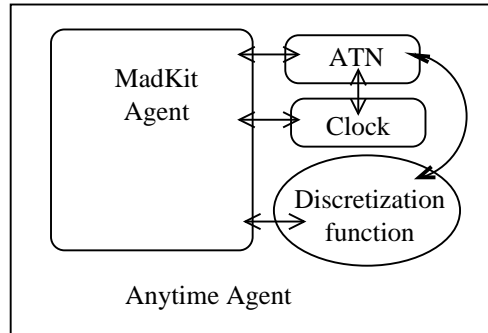 MadKit
Agent
ATN
Clock
Discretization
function
Anytime Agent